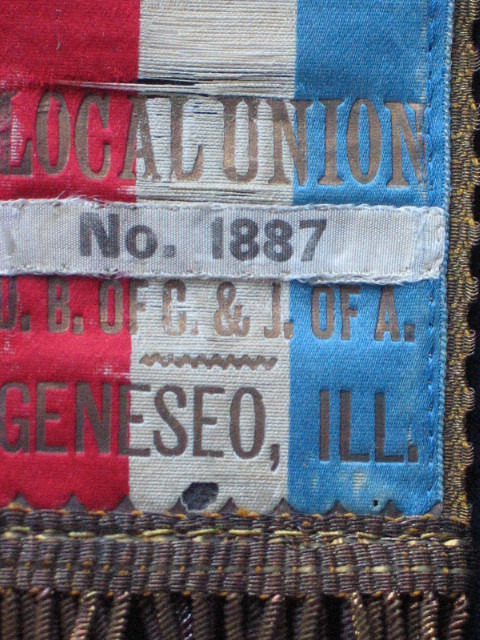 LOCAL UNION
No. 1887
U. B. OF C. & J. OF A.
GENESEO, ILL.